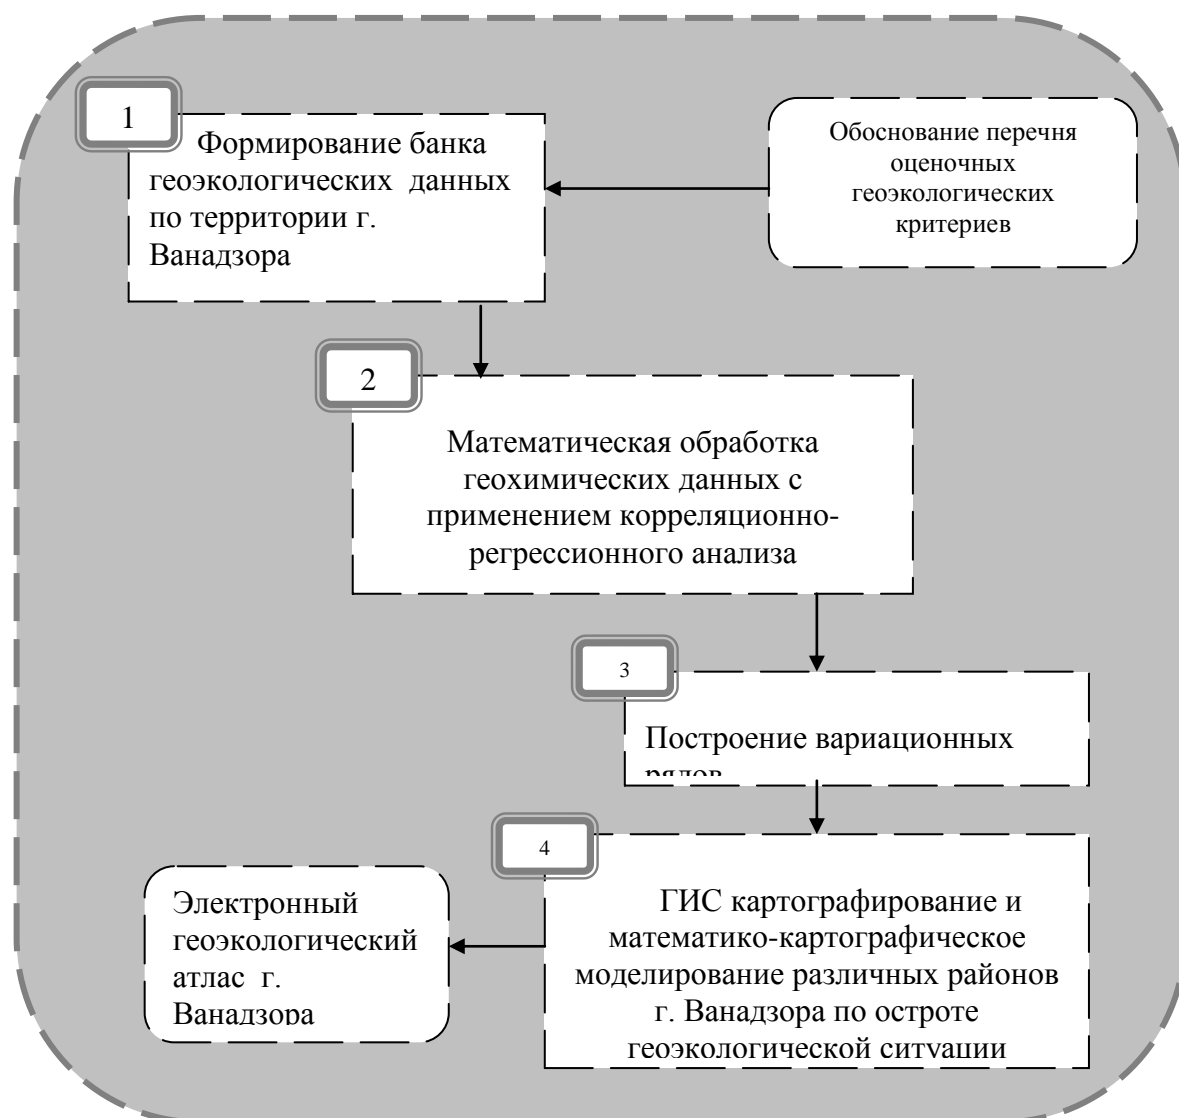 1
Формирование банка
геоэкологических данных
по территории г.
Ванадзора
Обоснование перечня
оценочных
геоэкологических
критериев
2
Математическая обработка
геохимических данных с
применением корреляционно-
регрессионного анализа
3
Построение вариационных
рядов
4
ГИС картографирование и
математико-картографическое
моделирование различных районов
г. Ванадзора по остроте
геоэкологической ситуации
Электронный
геоэкологический
атлас г.
Ванадзора